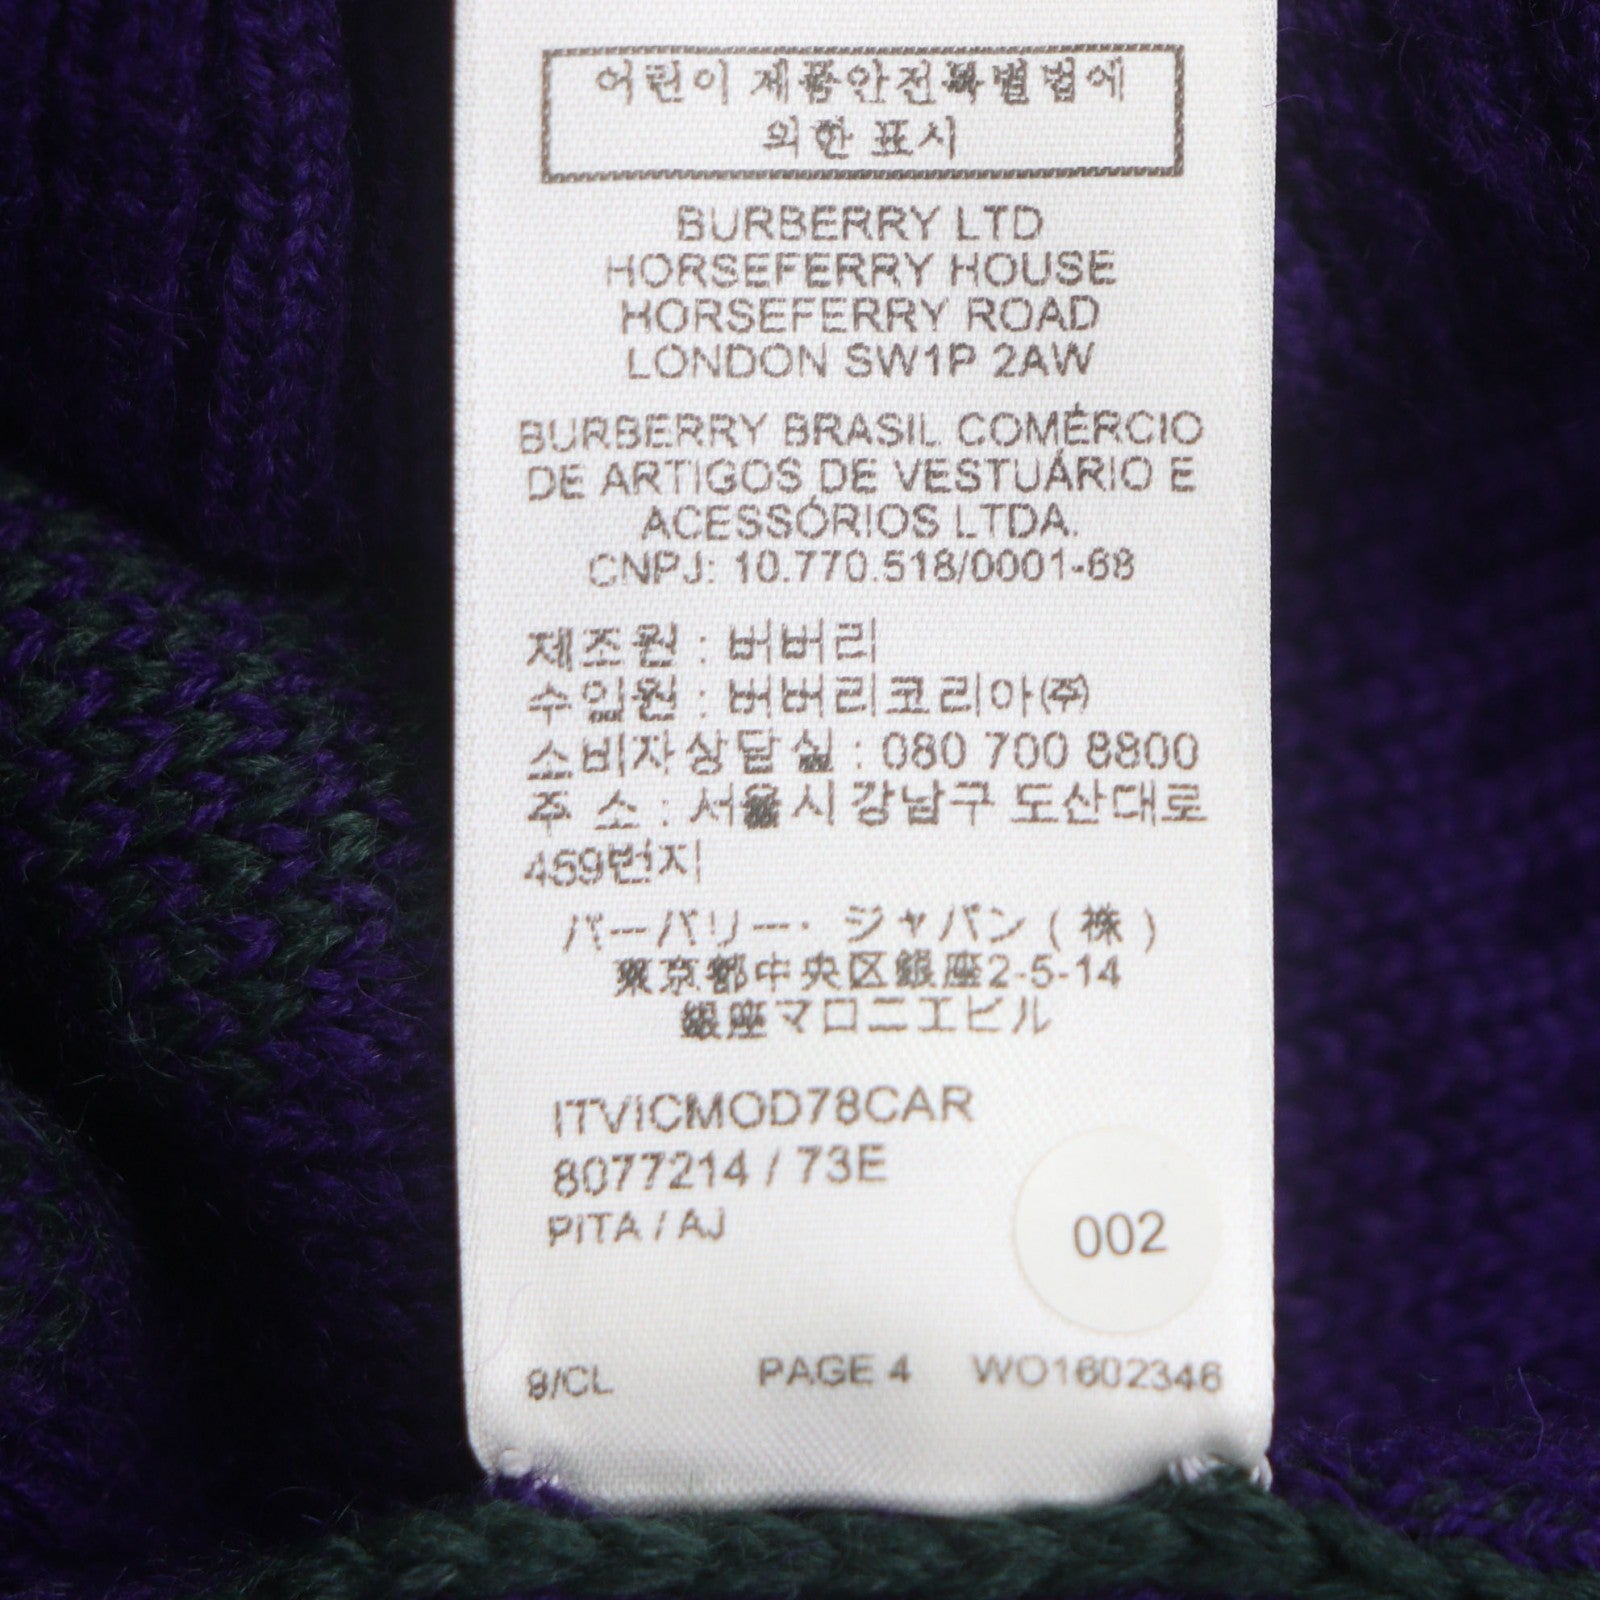 어린이 제품안전특별법에
의한 표시
BURBERRY LTD
HORSEFERRY HOUSE
HORSEFERRY ROAD
LONDON SW1P 2AW
BURBERRY BRASIL COMÉRCIO
DE ARTIGOS DE VESTUÁRIO E
ACESSÓRIOS LTDA.
CNPJ: 10.770.518/0001-68
제조원 : 버버리
수입원 : 버버리코리아(주)
소비자상담실 : 080 700 8800
주 소 : 서울시 강남구 도산대로
459번지
バーバリー・ジャパン ( 株 )
東京都中央区銀座2-5-14
銀座マロニエビル
ITVICMOD78CAR
8077214 / 73E
PITA / AJ
002
9/CL PAGE 4 WO1602346